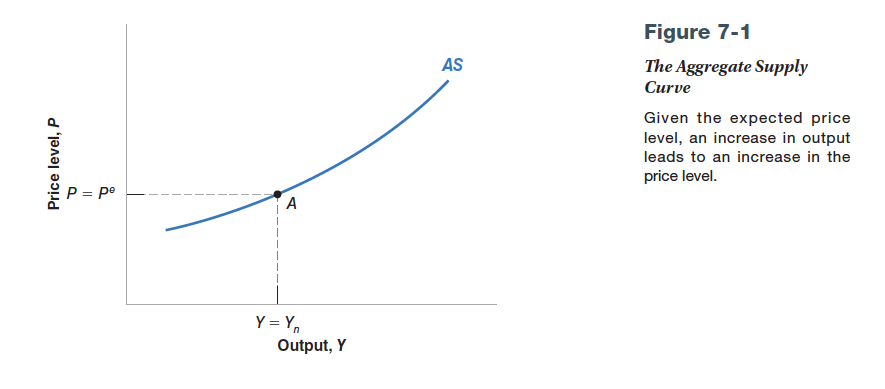 Price level, P
P = Pᵉ
AS
A
Y = Yₙ
Output, Y
Figure 7-1
The Aggregate Supply
Curve
Given the expected price
level, an increase in output
leads to an increase in the
price level.